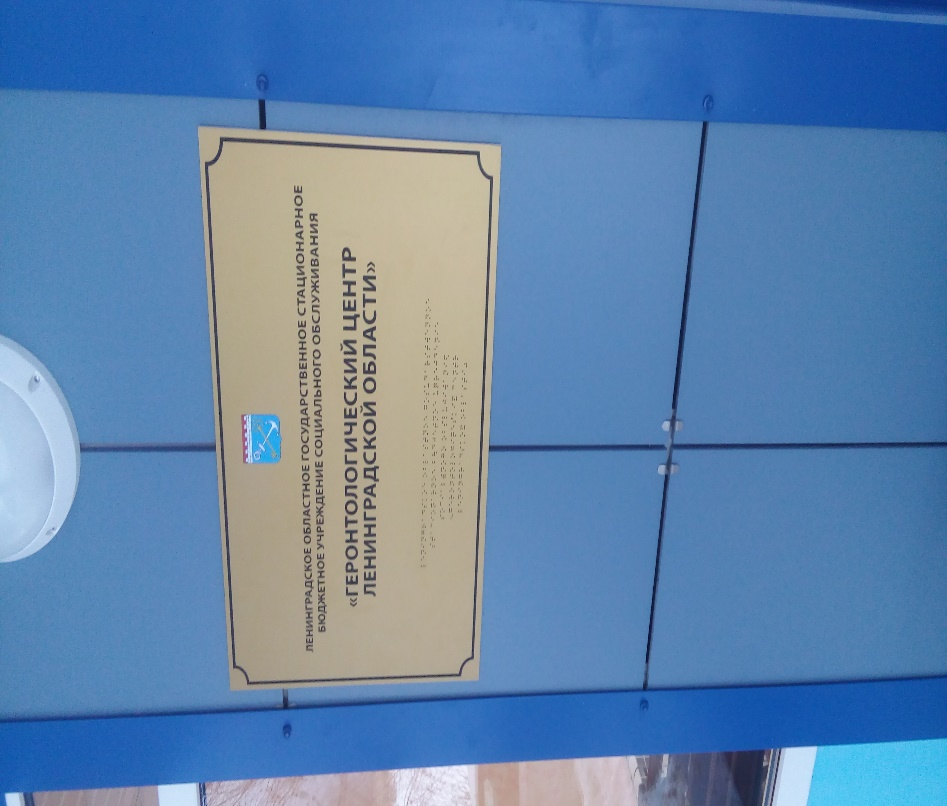 ЛЕНИНГРАДСКОЕ ОБЛАСТНОЕ ГОСУДАРСТВЕННОЕ СТАЦИОНАРНОЕ
БЮДЖЕТНОЕ УЧРЕЖДЕНИЕ СОЦИАЛЬНОГО ОБСЛУЖИВАНИЯ
«ГЕРОНТОЛОГИЧЕСКИЙ ЦЕНТР
ЛЕНИНГРАДСКОЙ ОБЛАСТИ»